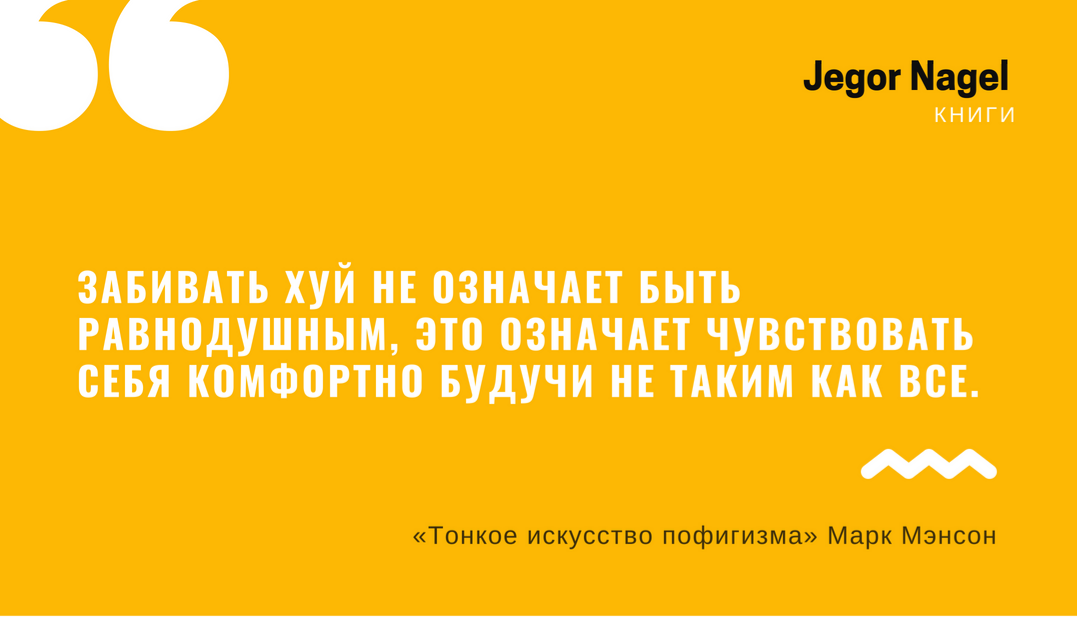 Jegor Nagel
КНИГИ
ЗАБИВАТЬ ХУЙ НЕ ОЗНАЧАЕТ БЫТЬ
РАВНОДУШНЫМ, ЭТО ОЗНАЧАЕТ ЧУВСТВОВАТЬ
СЕБЯ КОМФОРТНО БУДУЧИ НЕ ТАКИМ КАК ВСЕ.
«Тонкое искусство пофигизма» Марк Мэнсон